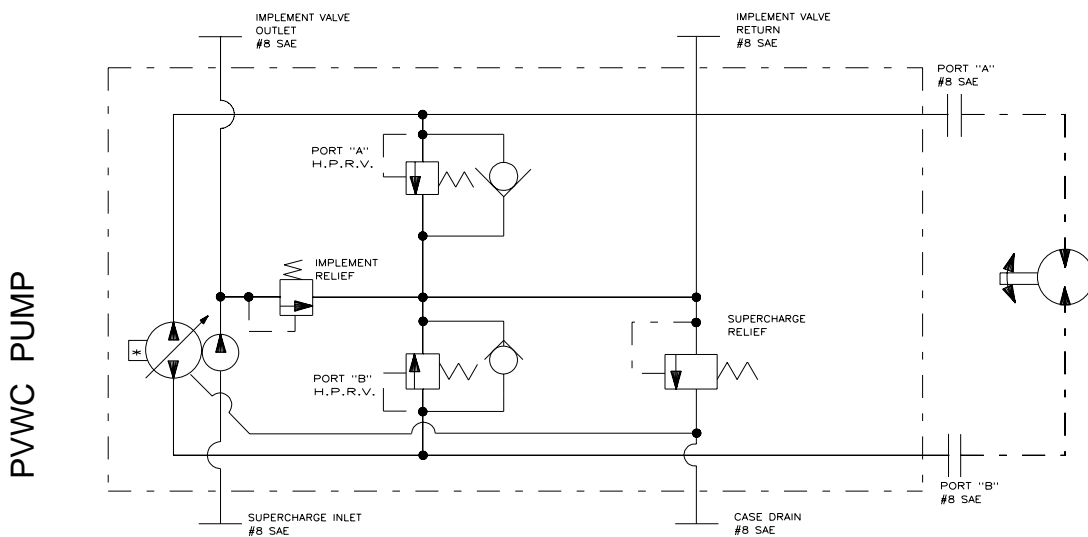 IMPLEMENT VALVE
OUTLET
#8 SAE
IMPLEMENT VALVE
RETURN
#8 SAE
PORT "A"
#8 SAE
PORT "A"
H.P.R.V.
IMPLEMENT
RELIEF
SUPERCHARGE
RELIEF
PVWC PUMP
*
PORT "B"
H.P.R.V.
PORT "B"
#8 SAE
SUPERCHARGE INLET
#8 SAE
CASE DRAIN
#8 SAE